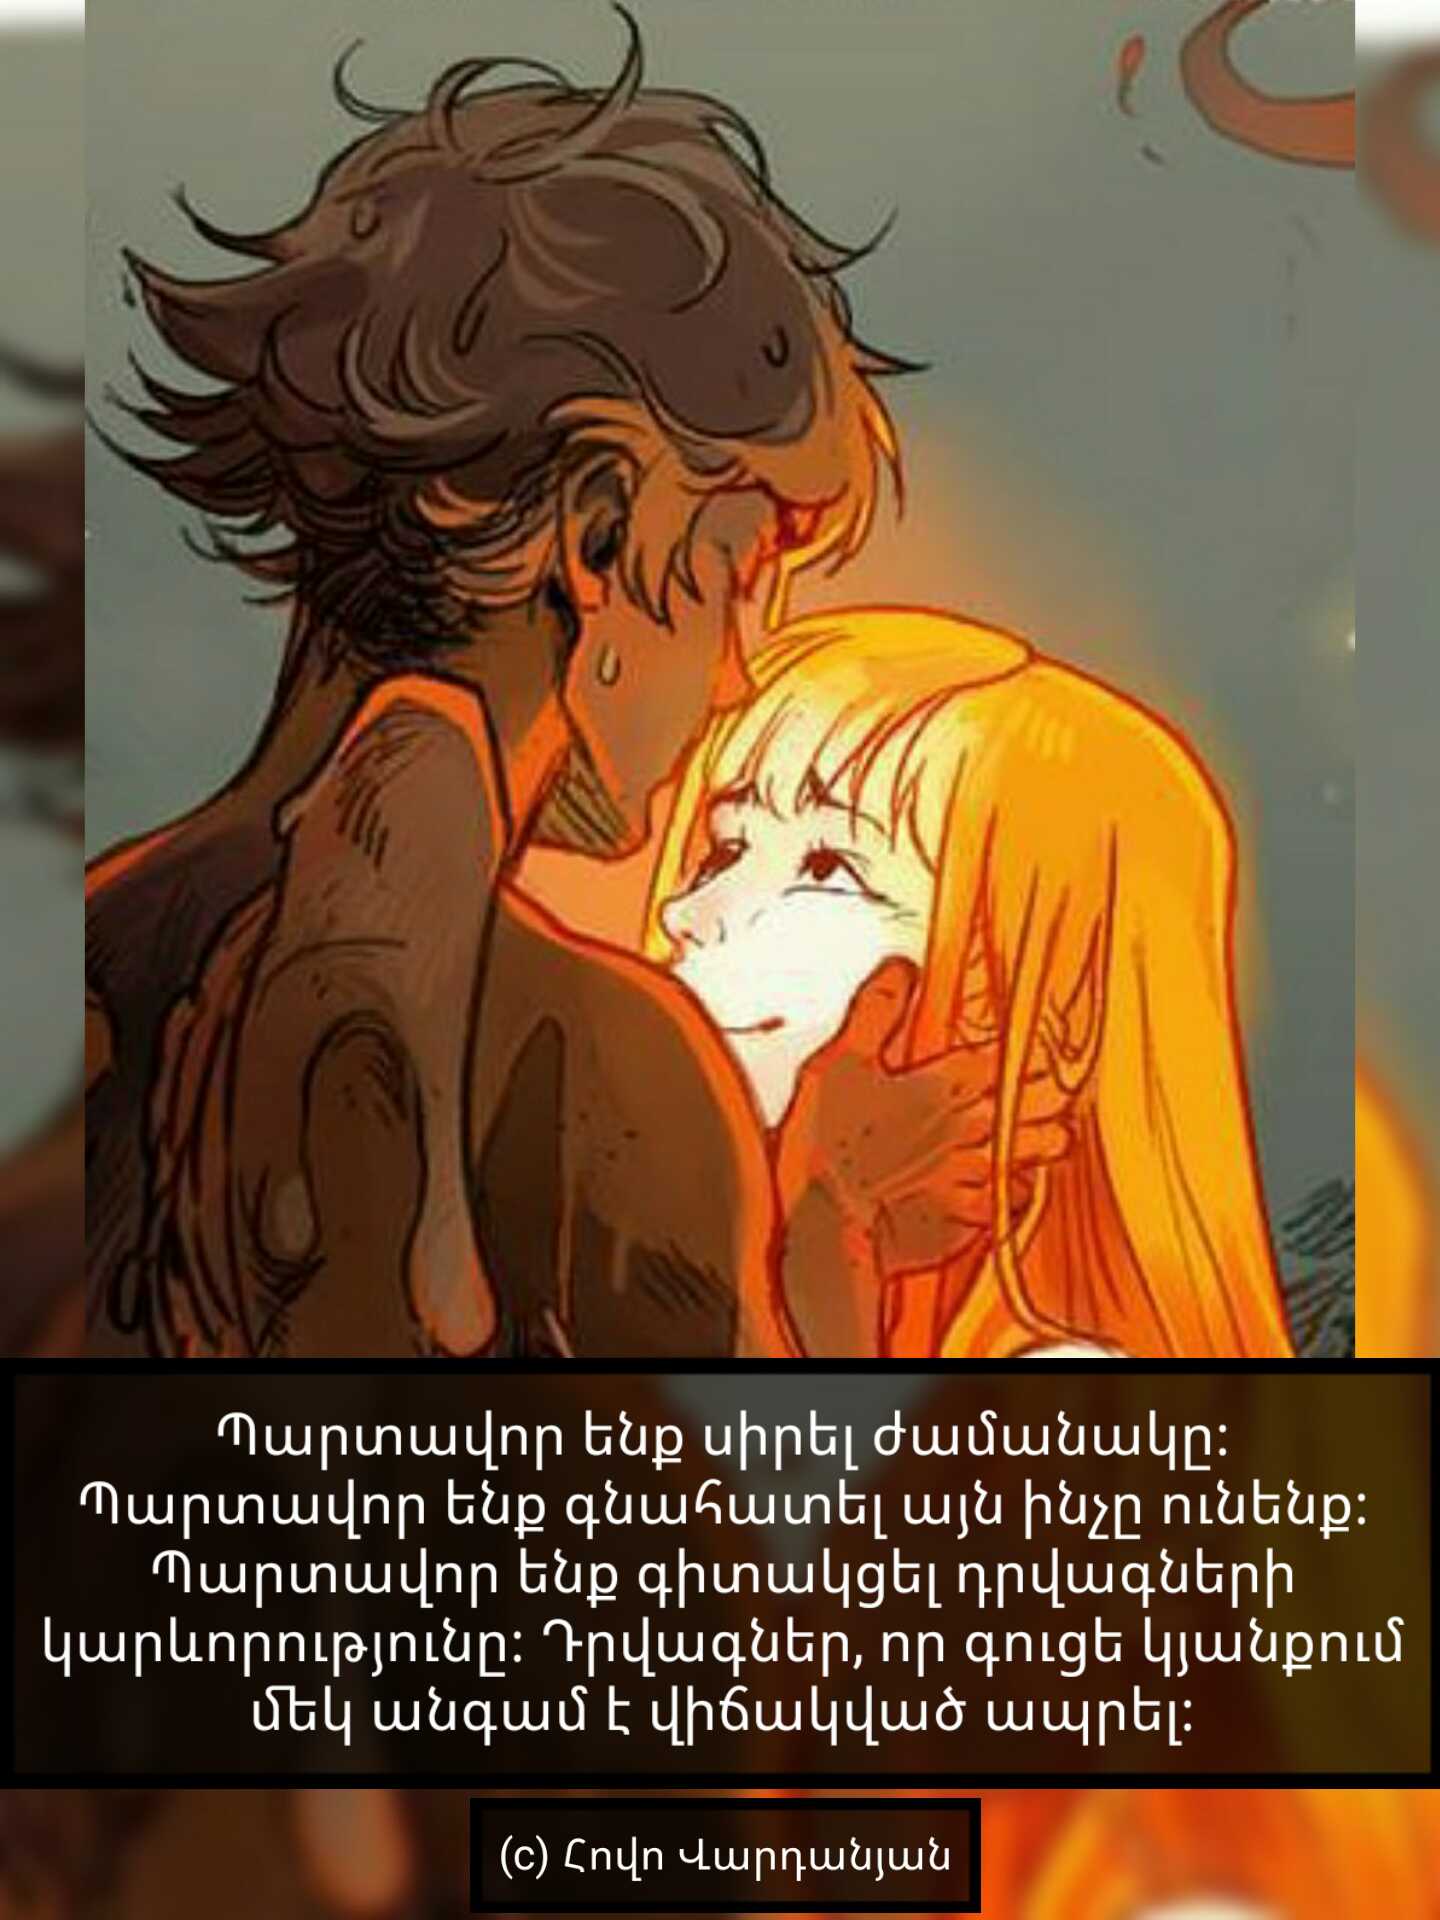 Պարտավոր ենք սիրել ժամանակը:
Պարտավոր ենք գնահատել այն ինչը ունենք:
Պարտավոր ենք գիտակցել դրվագների
կարևորությունը: Դրվագներ, որ գուցե կյանքում
մեկ անգամ է վիճակված ապրել:
(c) Հովո Վարդանյան